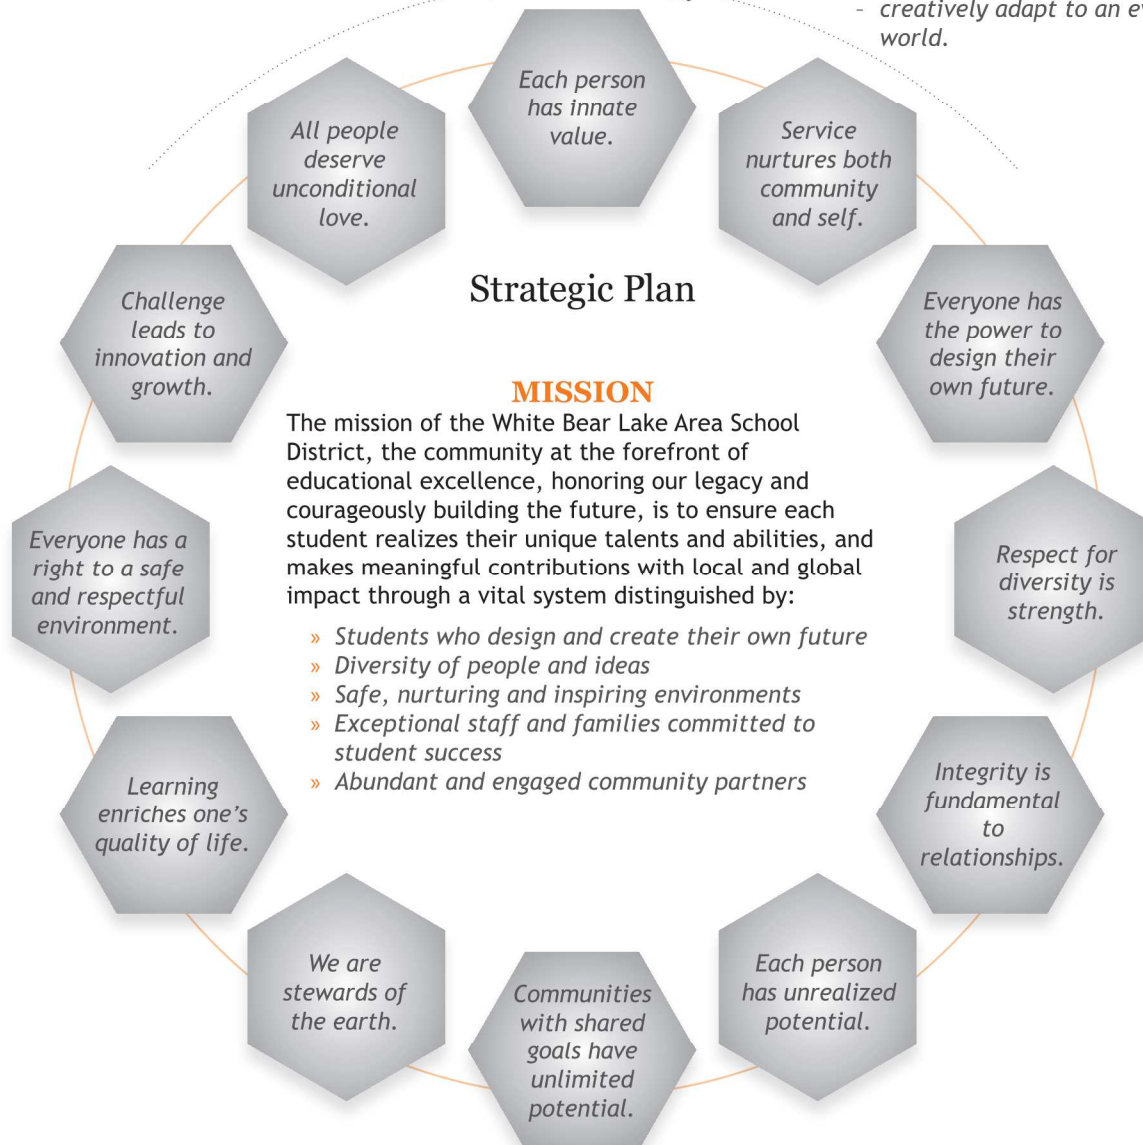 - creatively adapt to an
world.
Each person
has innate
value.
All people
deserve
unconditional
love.
Service
nurtures both
community
and self.
Strategic Plan
Challenge
leads to
innovation and
growth.
Everyone has
the power to
design their
own future.
MISSION
The mission of the White Bear Lake Area School
District, the community at the forefront of
educational excellence, honoring our legacy and
courageously building the future, is to ensure each
student realizes their unique talents and abilities, and
makes meaningful contributions with local and global
impact through a vital system distinguished by:
» Students who design and create their own future
» Diversity of people and ideas
» Safe, nurturing and inspiring environments
» Exceptional staff and families committed to
student success
» Abundant and engaged community partners
Everyone has a
right to a safe
and respectful
environment.
Respect for
diversity is
strength.
Learning
enriches one’s
quality of life.
Integrity is
fundamental
to
relationships.
We are
stewards of
the earth.
Communities
with shared
goals have
unlimited
potential.
Each person
has unrealized
potential.